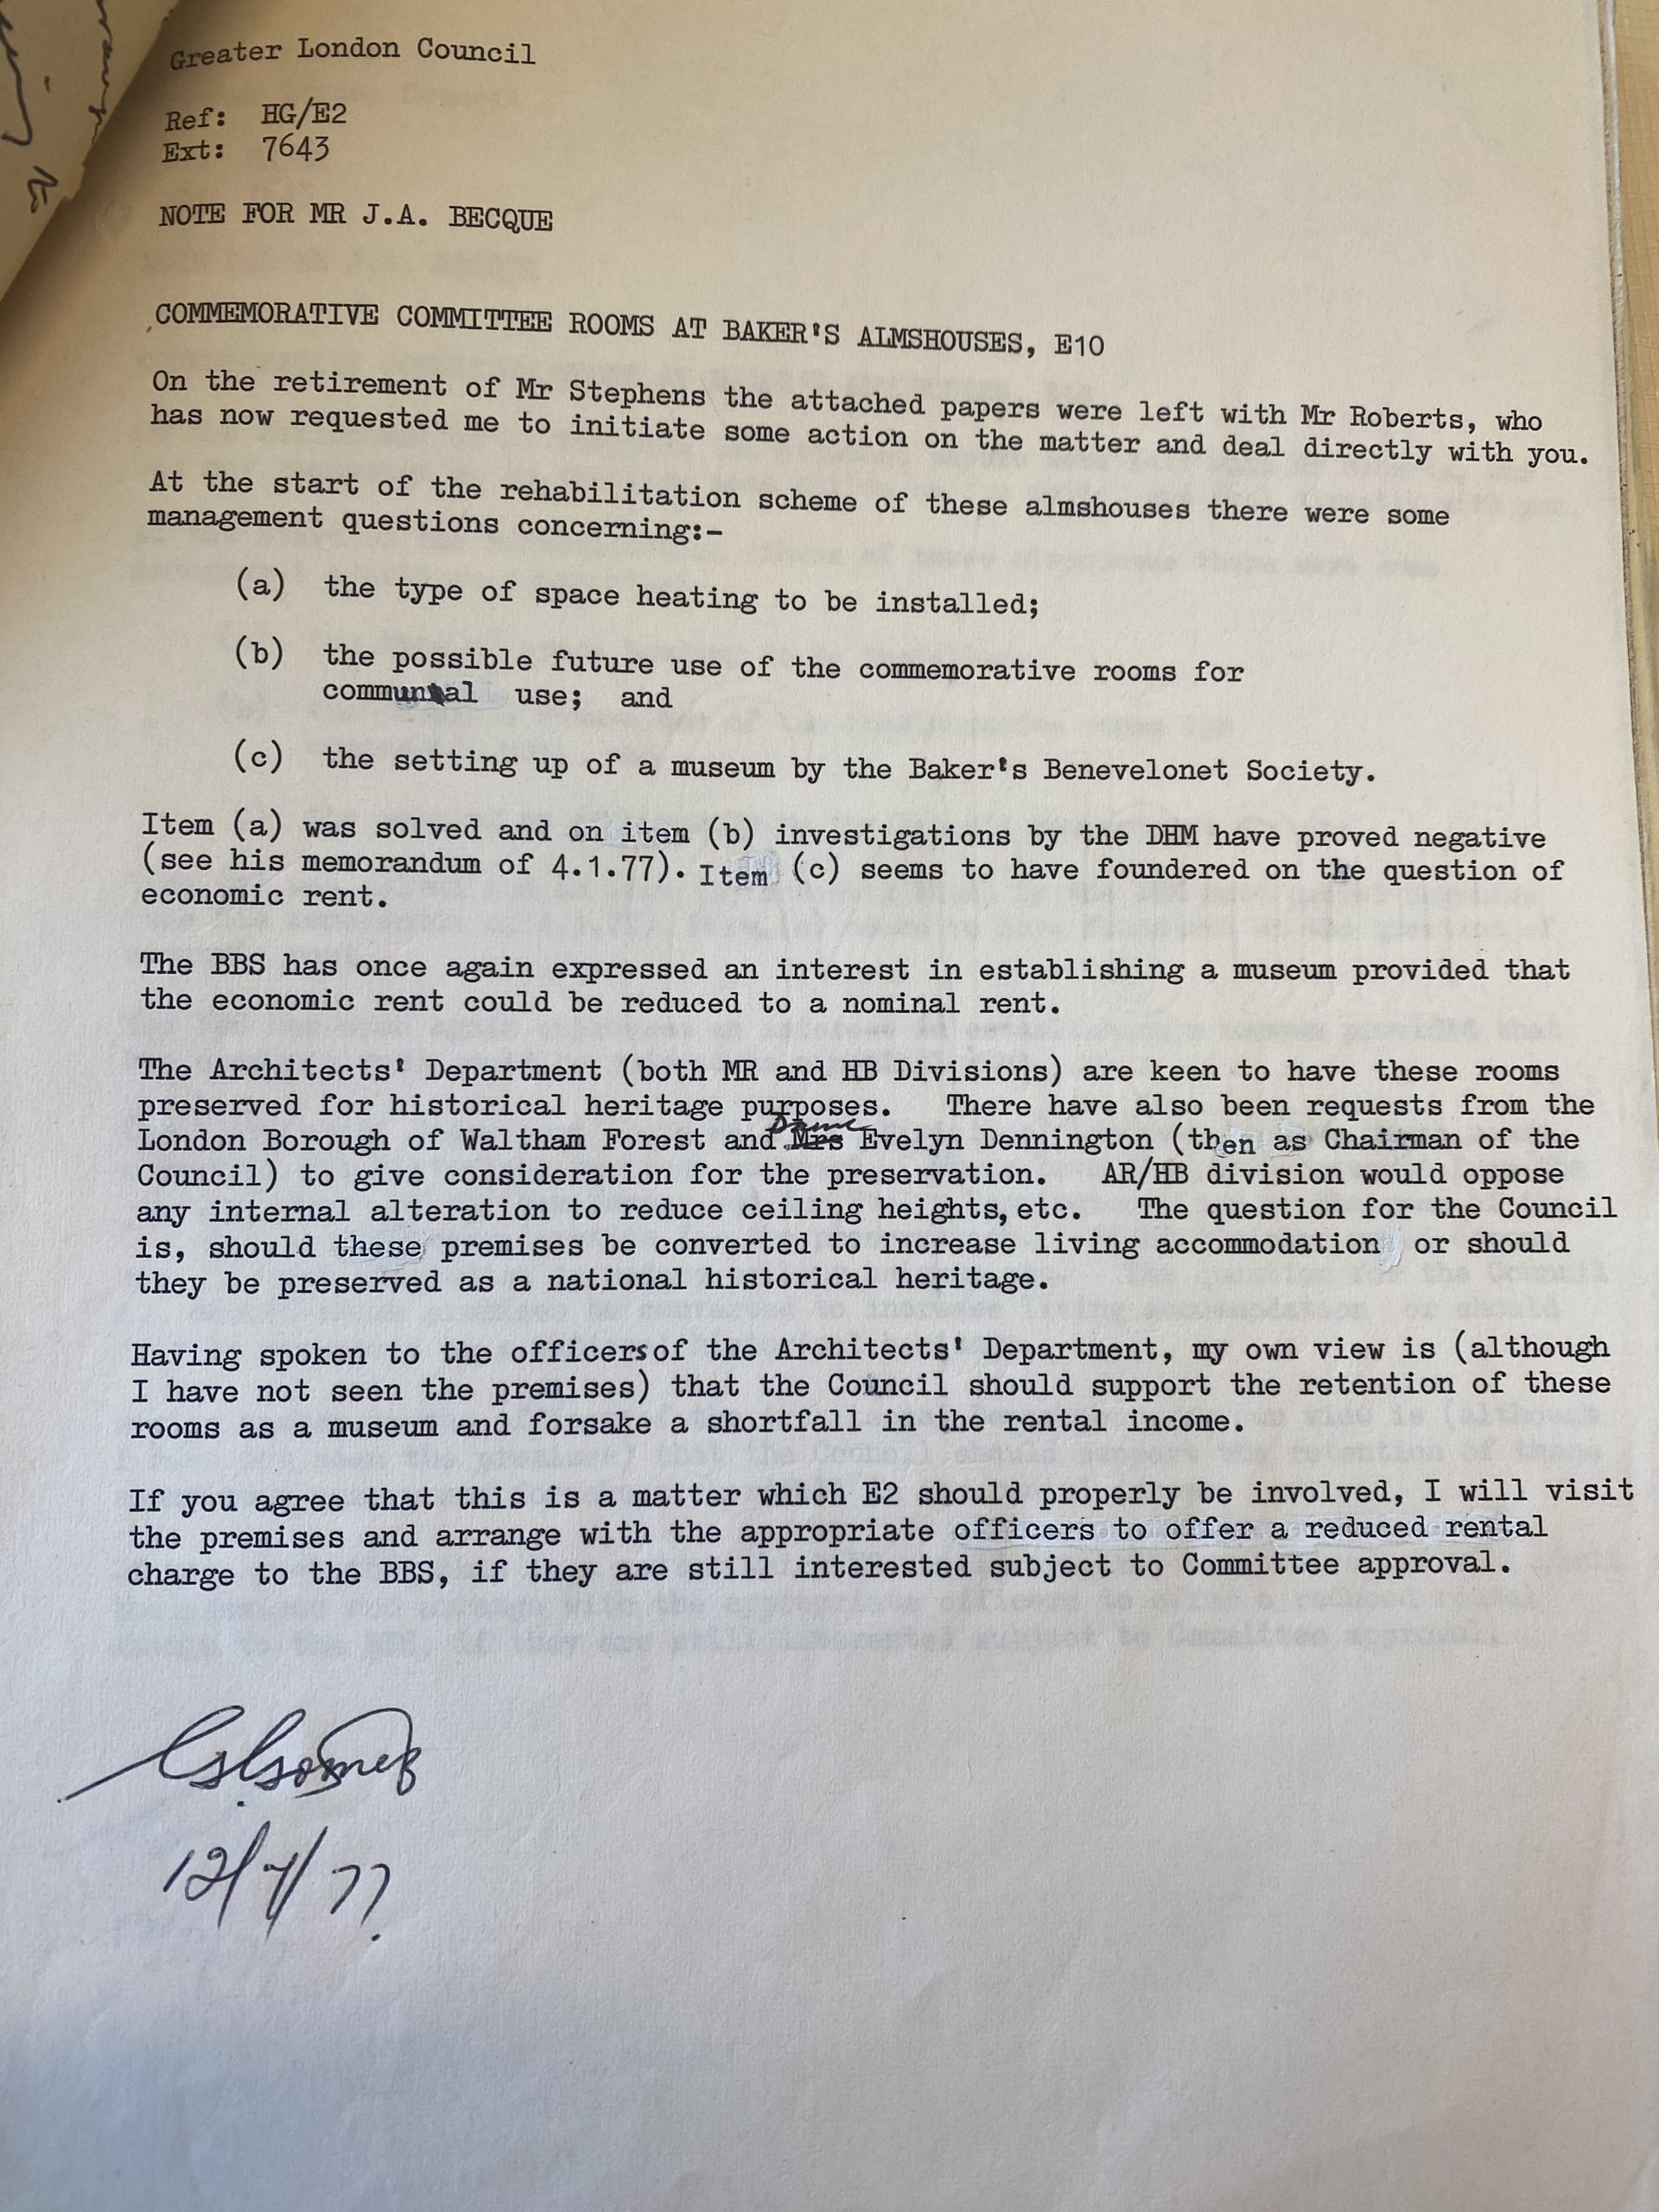 Greater London Council
Ref: HG/E2
Ext: 7643
NOTE FOR MR J.A. BECQUE
COMMEMORATIVE COMMITTEE ROOMS AT BAKER'S ALMSHOUSES, E10
On the retirement of Mr Stephens the attached papers were left with Mr Roberts, who
has now requested me to initiate some action on the matter and deal directly with you.
At the start of the rehabilitation scheme of these almshouses there were some
management questions concerning:-
(a) the type of space heating to be installed;
(b) the possible future use of the commemorative rooms for
communal use; and
(c) the setting up of a museum by the Baker's Benevelonet Society.
Item (a) was solved and on item (b) investigations by the DHM have proved negative
(see his memorandum of 4.1.77). Item (c) seems to have foundered on the question of
economic rent.
The BBS has once again expressed an interest in establishing a museum provided that
the economic rent could be reduced to a nominal rent.
The Architects' Department (both MR and HB Divisions) are keen to have these rooms
preserved for historical heritage purposes. There have also been requests from the
London Borough of Waltham Forest and Dame Mrs Evelyn Dennington (then as Chairman of the
Council) to give consideration for the preservation. AR/HB division would oppose
any internal alteration to reduce ceiling heights, etc. The question for the Council
is, should these premises be converted to increase living accommodation or should
they be preserved as a national historical heritage.
Having spoken to the officers of the Architects' Department, my own view is (although
I have not seen the premises) that the Council should support the retention of these
rooms as a museum and forsake a shortfall in the rental income.
If you agree that this is a matter which E2 should properly be involved, I will visit
the premises and arrange with the appropriate officers to offer a reduced rental
charge to the BBS, if they are still interested subject to Committee approval.
12/4/77.